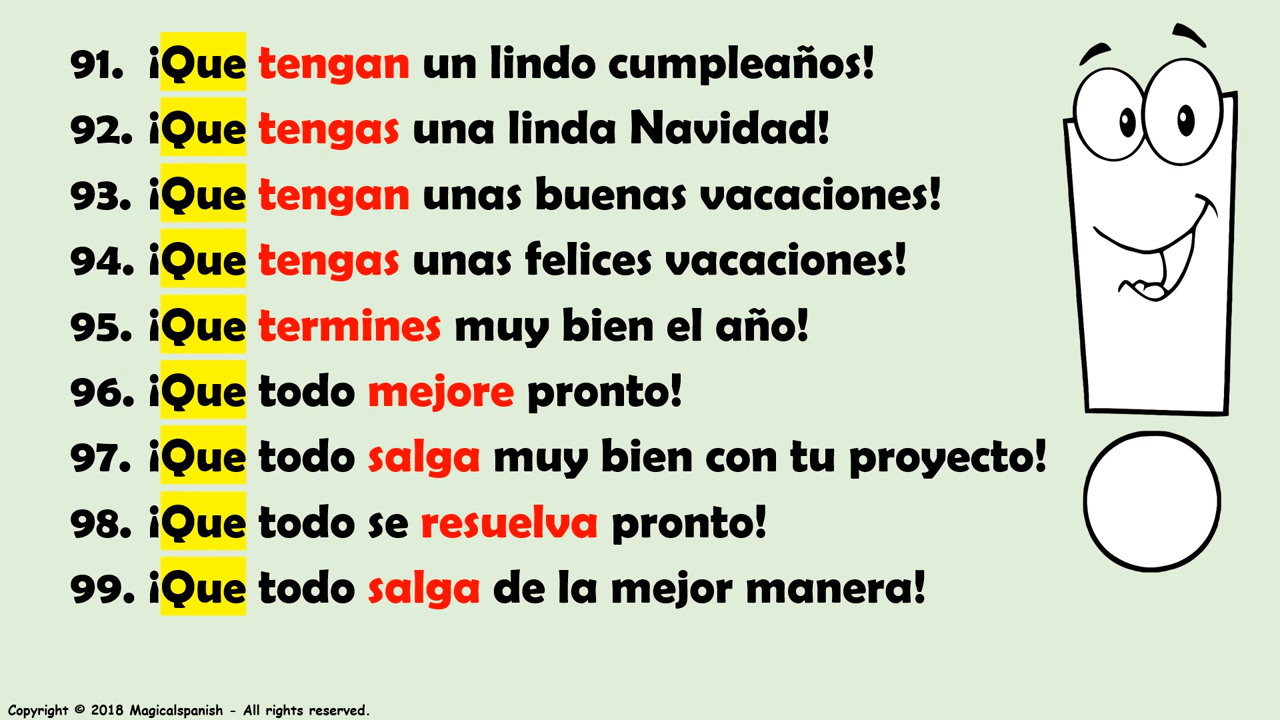 91. ¡Que tengan un lindo cumpleaños!
92. ¡Que tengas una linda Navidad!
93. ¡Que tengan unas buenas vacaciones!
94. ¡Que tengas unas felices vacaciones!
95. ¡Que termines muy bien el año!
96. ¡Que todo mejore pronto!
97. ¡Que todo salga muy bien con tu proyecto!
98. ¡Que todo se resuelva pronto!
99. ¡Que todo salga de la mejor manera!
Copyright © 2018 Magicalspanish - All rights reserved.